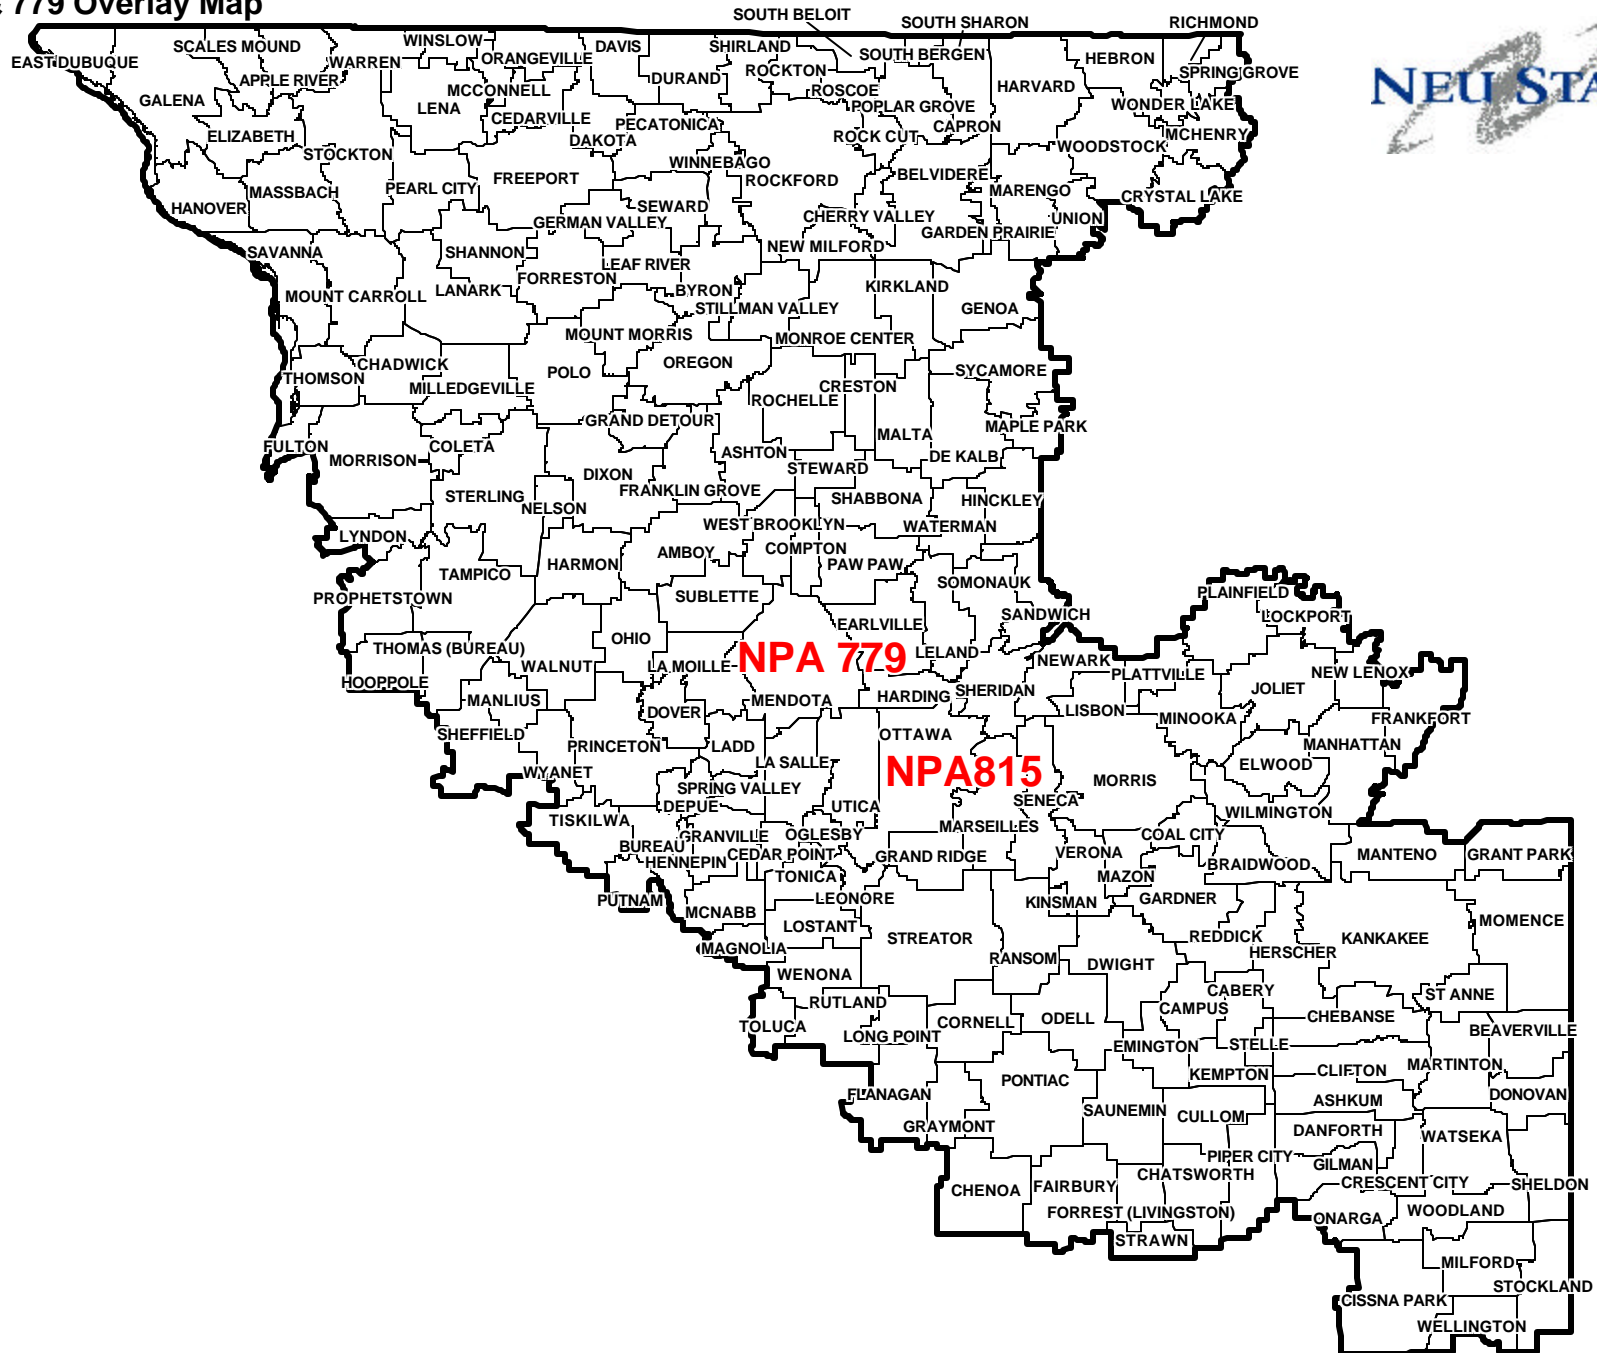 779 Overlay Map
SOUTH BELOIT
SOUTH SHARON
RICHMOND
NEU STA
EAST DUBUQUE
SCALES MOUND
WINSLOW
DAVIS
SHIRLAND
SOUTH BERGEN
HEBRON
WARREN
ORANGEVILLE
APPLE RIVER
DURAND
ROCKTON
SPRING GROVE
GALENA
MCCONNELL
ROSCOE
HARVARD
LENA
POPLAR GROVE
WONDER LAKE
CEDARVILLE
PECATONICA
CAPRON
ELIZABETH
DAKOTA
ROCK CUT
MCHENRY
STOCKTON
WINNEBAGO
WOODSTOCK
MASSBACH
PEARL CITY
FREEPORT
ROCKFORD
BELVIDERE
MARENGO
CRYSTAL LAKE
HANOVER
SEWARD
CHERRY VALLEY
UNION
GERMAN VALLEY
GARDEN PRAIRIE
SAVANNA
SHANNON
NEW MILFORD
LEAF RIVER
FORRESTON
MOUNT CARROLL
LANARK
BYRON
KIRKLAND
STILLMAN VALLEY
GENOA
MOUNT MORRIS
MONROE CENTER
CHADWICK
OREGON
THOMSON
POLO
SYCAMORE
MILLEDGEVILLE
CRESTON
ROCHELLE
GRAND DETOUR
MAPLE PARK
FULTON
COLETA
MALTA
MORRISON
ASHTON
DE KALB
DIXON
STEWARD
STERLING
FRANKLIN GROVE
SHABBONA
HINCKLEY
NELSON
WEST BROOKLYN
WATERMAN
LYNDON
AMBOY
COMPTON
HARMON
PAW PAW
TAMPICO
SOMONAUK
PROPHETSTOWN
SUBLETTE
PLAINFIELD
SANDWICH
LOCKPORT
EARLVILLE
OHIO
THOMAS (BUREAU)
LELAND
WALNUT
LA MOILLE
NPA 779
NEWARK
PLATTVILLE
NEW LENOX
HOOPPOLE
JOLIET
MANLIUS
MENDOTA
HARDING
SHERIDAN
DOVER
LISBON
MINOOKA
FRANKFORT
SHEFFIELD
PRINCETON
LADD
OTTAWA
MANHATTAN
LA SALLE
WYANET
NPA815
ELWOOD
SPRING VALLEY
MORRIS
DEPUE
UTICA
SENECA
TISKILWA
WILMINGTON
GRANVILLE
OGLESBY
MARSEILLES
COAL CITY
BUREAU
HENNEPIN
CEDAR POINT
GRAND RIDGE
VERONA
BRAIDWOOD
MANTENO
GRANT PARK
TONICA
MAZON
PUTNAM
LEONORE
KINSMAN
GARDNER
MCNABB
LOSTANT
MOMENCE
STREATOR
REDDICK
KANKAKEE
MAGNOLIA
HERSCHER
RANSOM
DWIGHT
WENONA
CABERY
ST ANNE
RUTLAND
CAMPUS
CHEBANSE
TOLUCA
CORNELL
ODELL
BEAVERVILLE
LONG POINT
EMINGTON
STELLE
MARTINTON
KEMPTON
CLIFTON
PONTIAC
FLANAGAN
DONOVAN
ASHKUM
SAUNEMIN
CULLOM
GRAYMONT
DANFORTH
WATSEKA
PIPER CITY
GILMAN
CHATSWORTH
CRESCENT CITY
SHELDON
CHENOA
FAIRBURY
FORREST (LIVINGSTON)
WOODLAND
ONARGA
STRAWN
MILFORD
STOCKLAND
CISSNA PARK
WELLINGTON